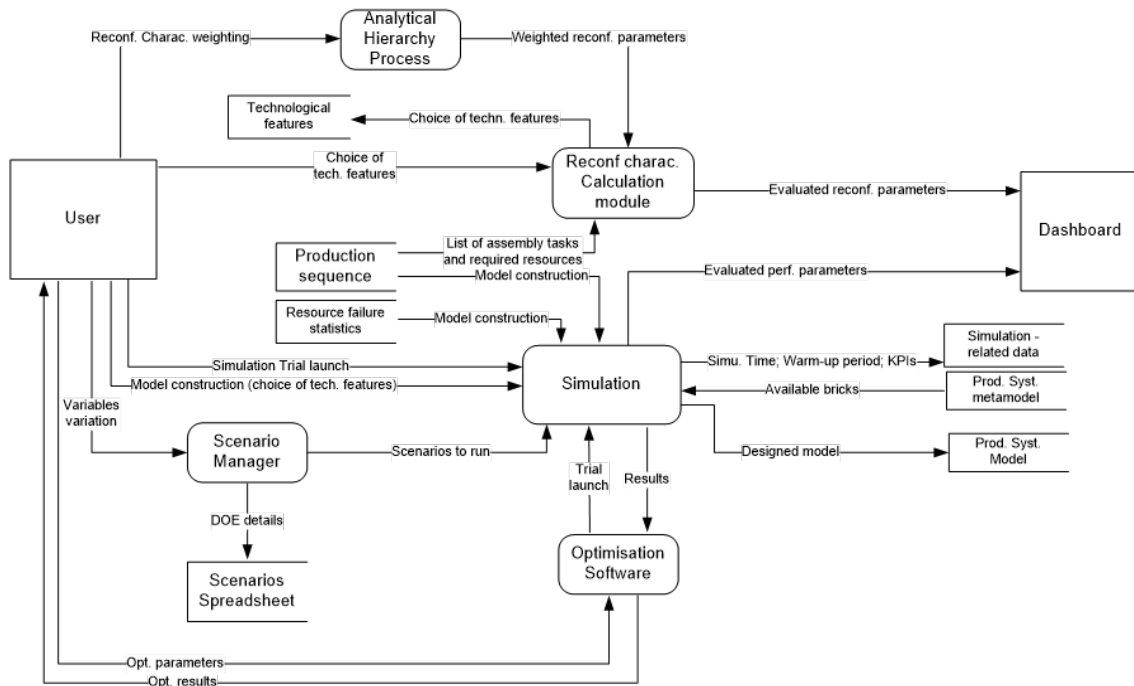 Reconf. Charac. weighting
Analytical
Hierarchy
Process
Weighted reconf. parameters
Technological
features
Choice of techn. features
Choice of
tech. features
Reconf charac.
Calculation
module
Evaluated reconf. parameters
User
Dashboard
Production
sequence
List of assembly tasks
and required resources
Model construction
Evaluated perf. parameters
Resource failure
statistics
Model construction
Simulation Trial launch
Model construction (choice of tech. features)
Simulation
Simu. Time; Warm-up period; KPIs
Simulation -
related data
Available bricks
Prod. Syst.
metamodel
Variables
variation
Scenario
Manager
Scenarios to run
Designed model
Prod. Syst.
Model
Trial
launch
Results
DOE details
Optimisation
Software
Scenarios
Spreadsheet
Opt. parameters
Opt. results